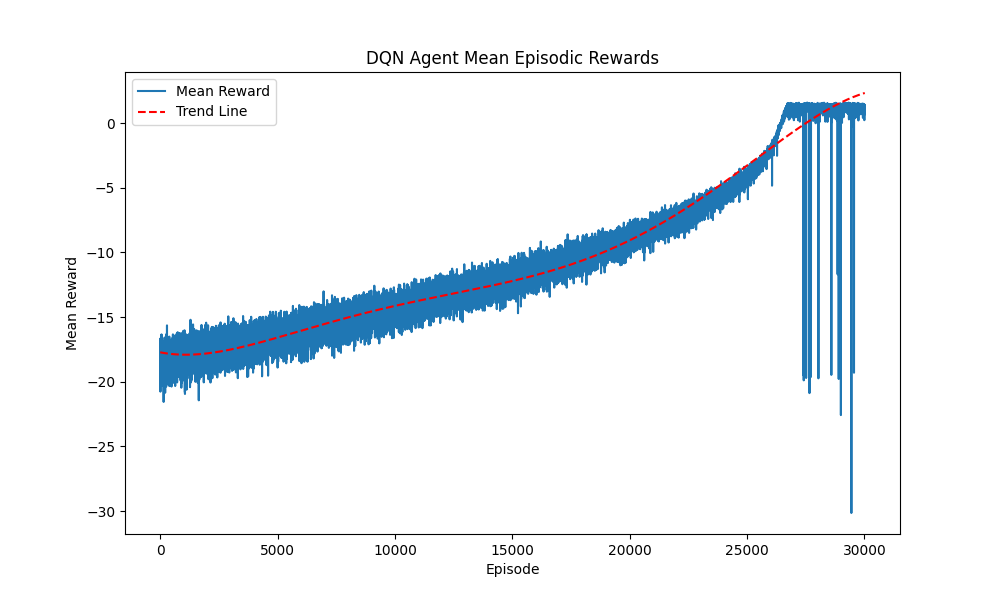 DQN Agent Mean Episodic Rewards
Mean Reward
Trend Line
0
−5
−10
−15
−20
−25
−30
Mean Reward
0
5000
10000
15000
20000
25000
30000
Episode